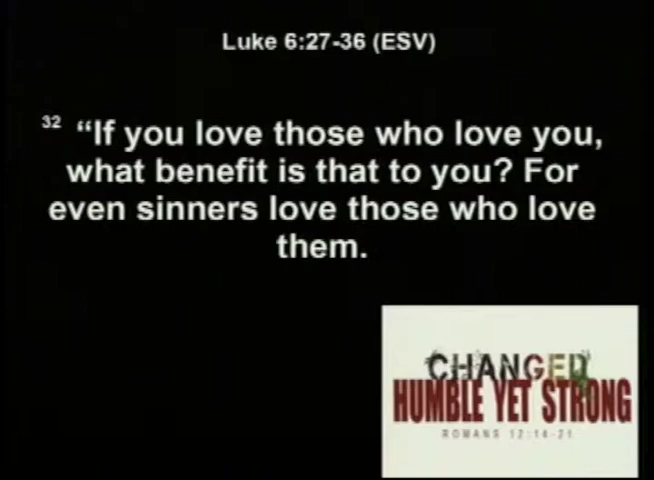 Luke 6:27-36 (ESV)
32 “If you love those who love you,
what benefit is that to you? For
even sinners love those who love
them.
CHANGED
HUMBLE YET STRONG
ROMANS 12:14-21